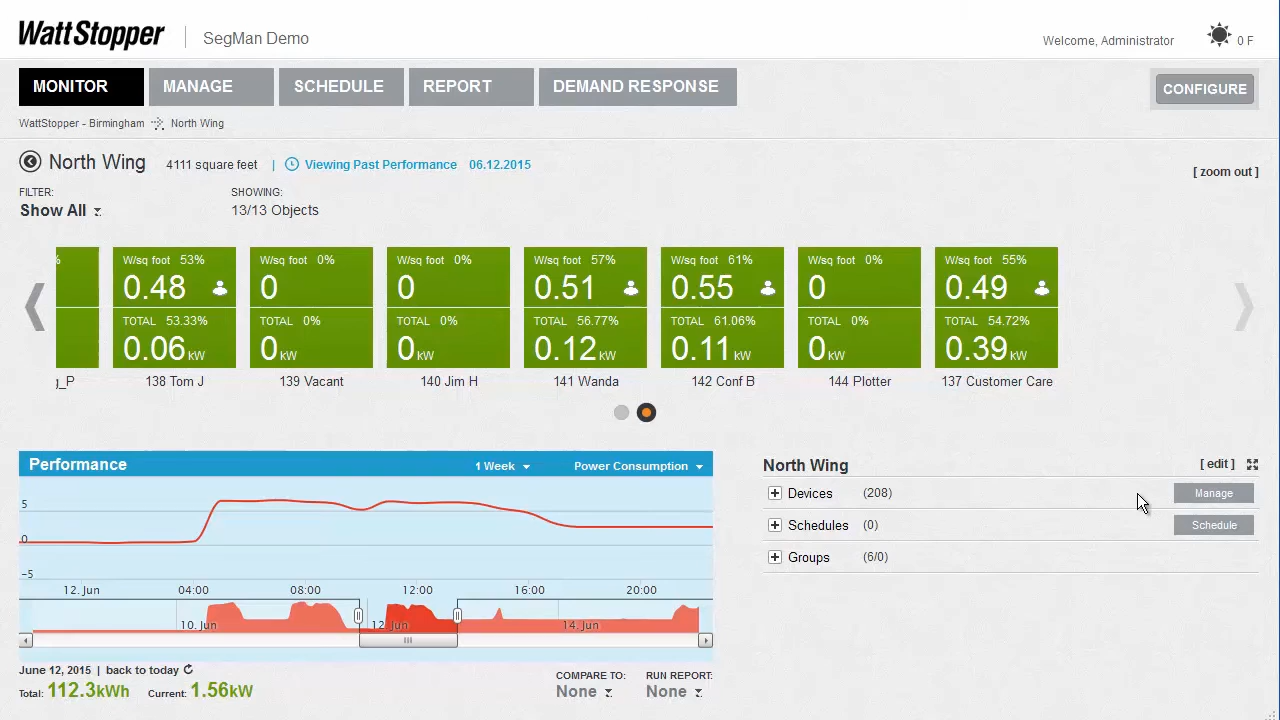 WattStopper
SegMan Demo
Welcome, Administrator
0 F
MONITOR
MANAGE
SCHEDULE
REPORT
DEMAND RESPONSE
CONFIGURE
WattStopper - Birmingham
North Wing
North Wing
4111 square feet
|
Viewing Past Performance 06.12.2015
[ zoom out ]
FILTER:
Show All
SHOWING:
13/13 Objects
%
_P
W/sq foot 53%
0.48
TOTAL 53.33%
0.06 kW
138 Tom J
W/sq foot 0%
0
TOTAL 0%
0 kW
139 Vacant
W/sq foot 0%
0
TOTAL 0%
0 kW
140 Jim H
W/sq foot 57%
0.51
TOTAL 56.77%
0.12 kW
141 Wanda
W/sq foot 61%
0.55
TOTAL 61.06%
0.11 kW
142 Conf B
W/sq foot 0%
0
TOTAL 0%
0 kW
144 Plotter
W/sq foot 55%
0.49
TOTAL 54.72%
0.39 kW
137 Customer Care
Performance
1 Week
Power Consumption
5
0
-5
12. Jun 04:00 08:00 12:00 16:00 20:00
10. Jun 12. Jun 14. Jun
June 12, 2015 | back to today
Total: 112.3kWh Current: 1.56kW
COMPARE TO:
None
RUN REPORT:
None
North Wing
[ edit ]
Devices (208)
Manage
Schedules (0)
Schedule
Groups (6/0)